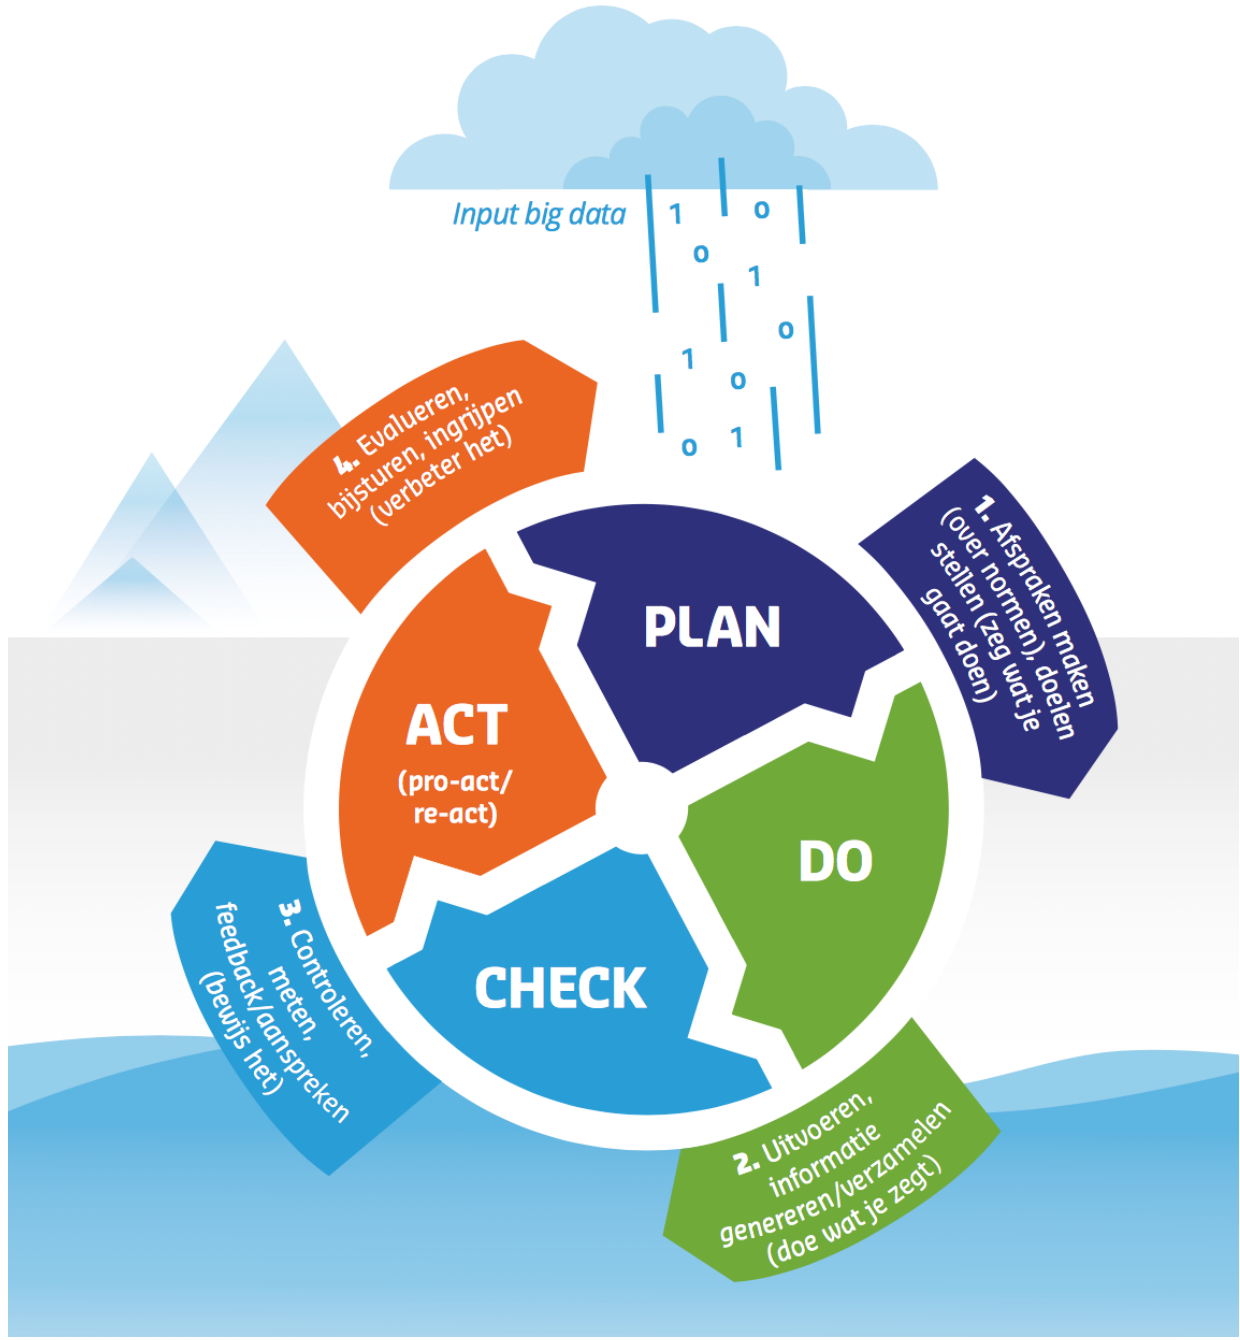 Input big data
1 0
0
1
0
1
0
0 1
PLAN
1. Afspraken maken
(over normen), doelen
stellen (zeg wat je
gaat doen)
DO
2. Uitvoeren,
informatie
genereren/verzamelen
(doe wat je zegt)
CHECK
3. Controleren,
meten,
feedback/aanspreken
(bewijs het)
ACT
(pro-act/
re-act)
4. Evalueren,
bijsturen, ingrijpen
(verbeter het)